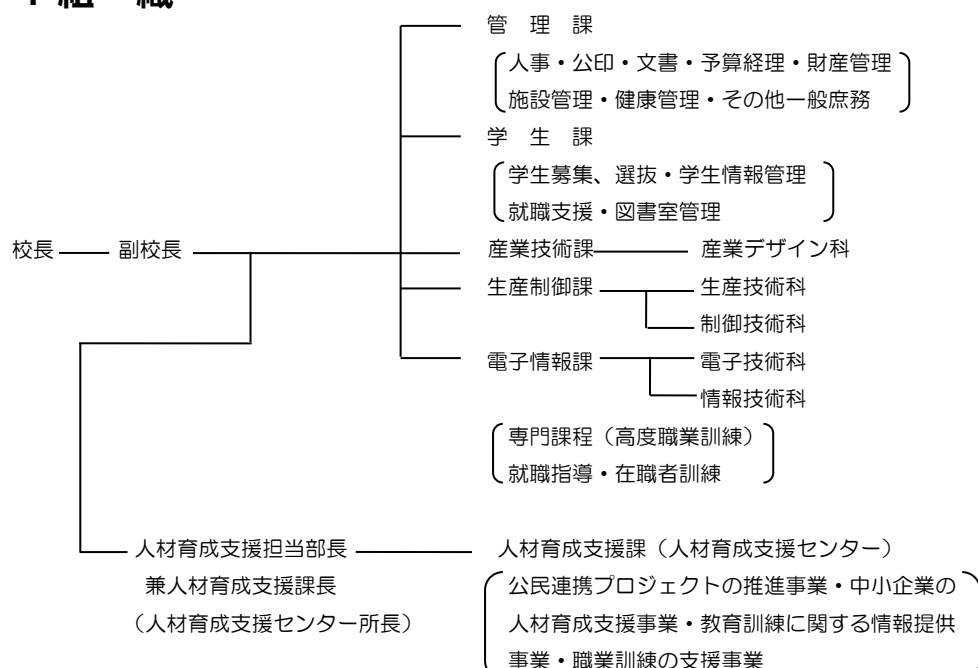 組 織
管 理 課
人事・公印・文書・予算経理・財産管理
施設管理・健康管理・その他一般庶務
学 生 課
学生募集、選抜・学生情報管理
就職支援・図書室管理
校長 副校長 産業技術課 産業デザイン科
生産制御課 生産技術科
制御技術科
電子情報課 電子技術科
情報技術科
専門課程（高度職業訓練）
就職指導・在職者訓練
人材育成支援担当部長 人材育成支援課（人材育成支援センター）
兼人材育成支援課長 公民連携プロジェクトの推進事業・中小企業の
（人材育成支援センター所長） 人材育成支援事業・教育訓練に関する情報提供
事業・職業訓練の支援事業